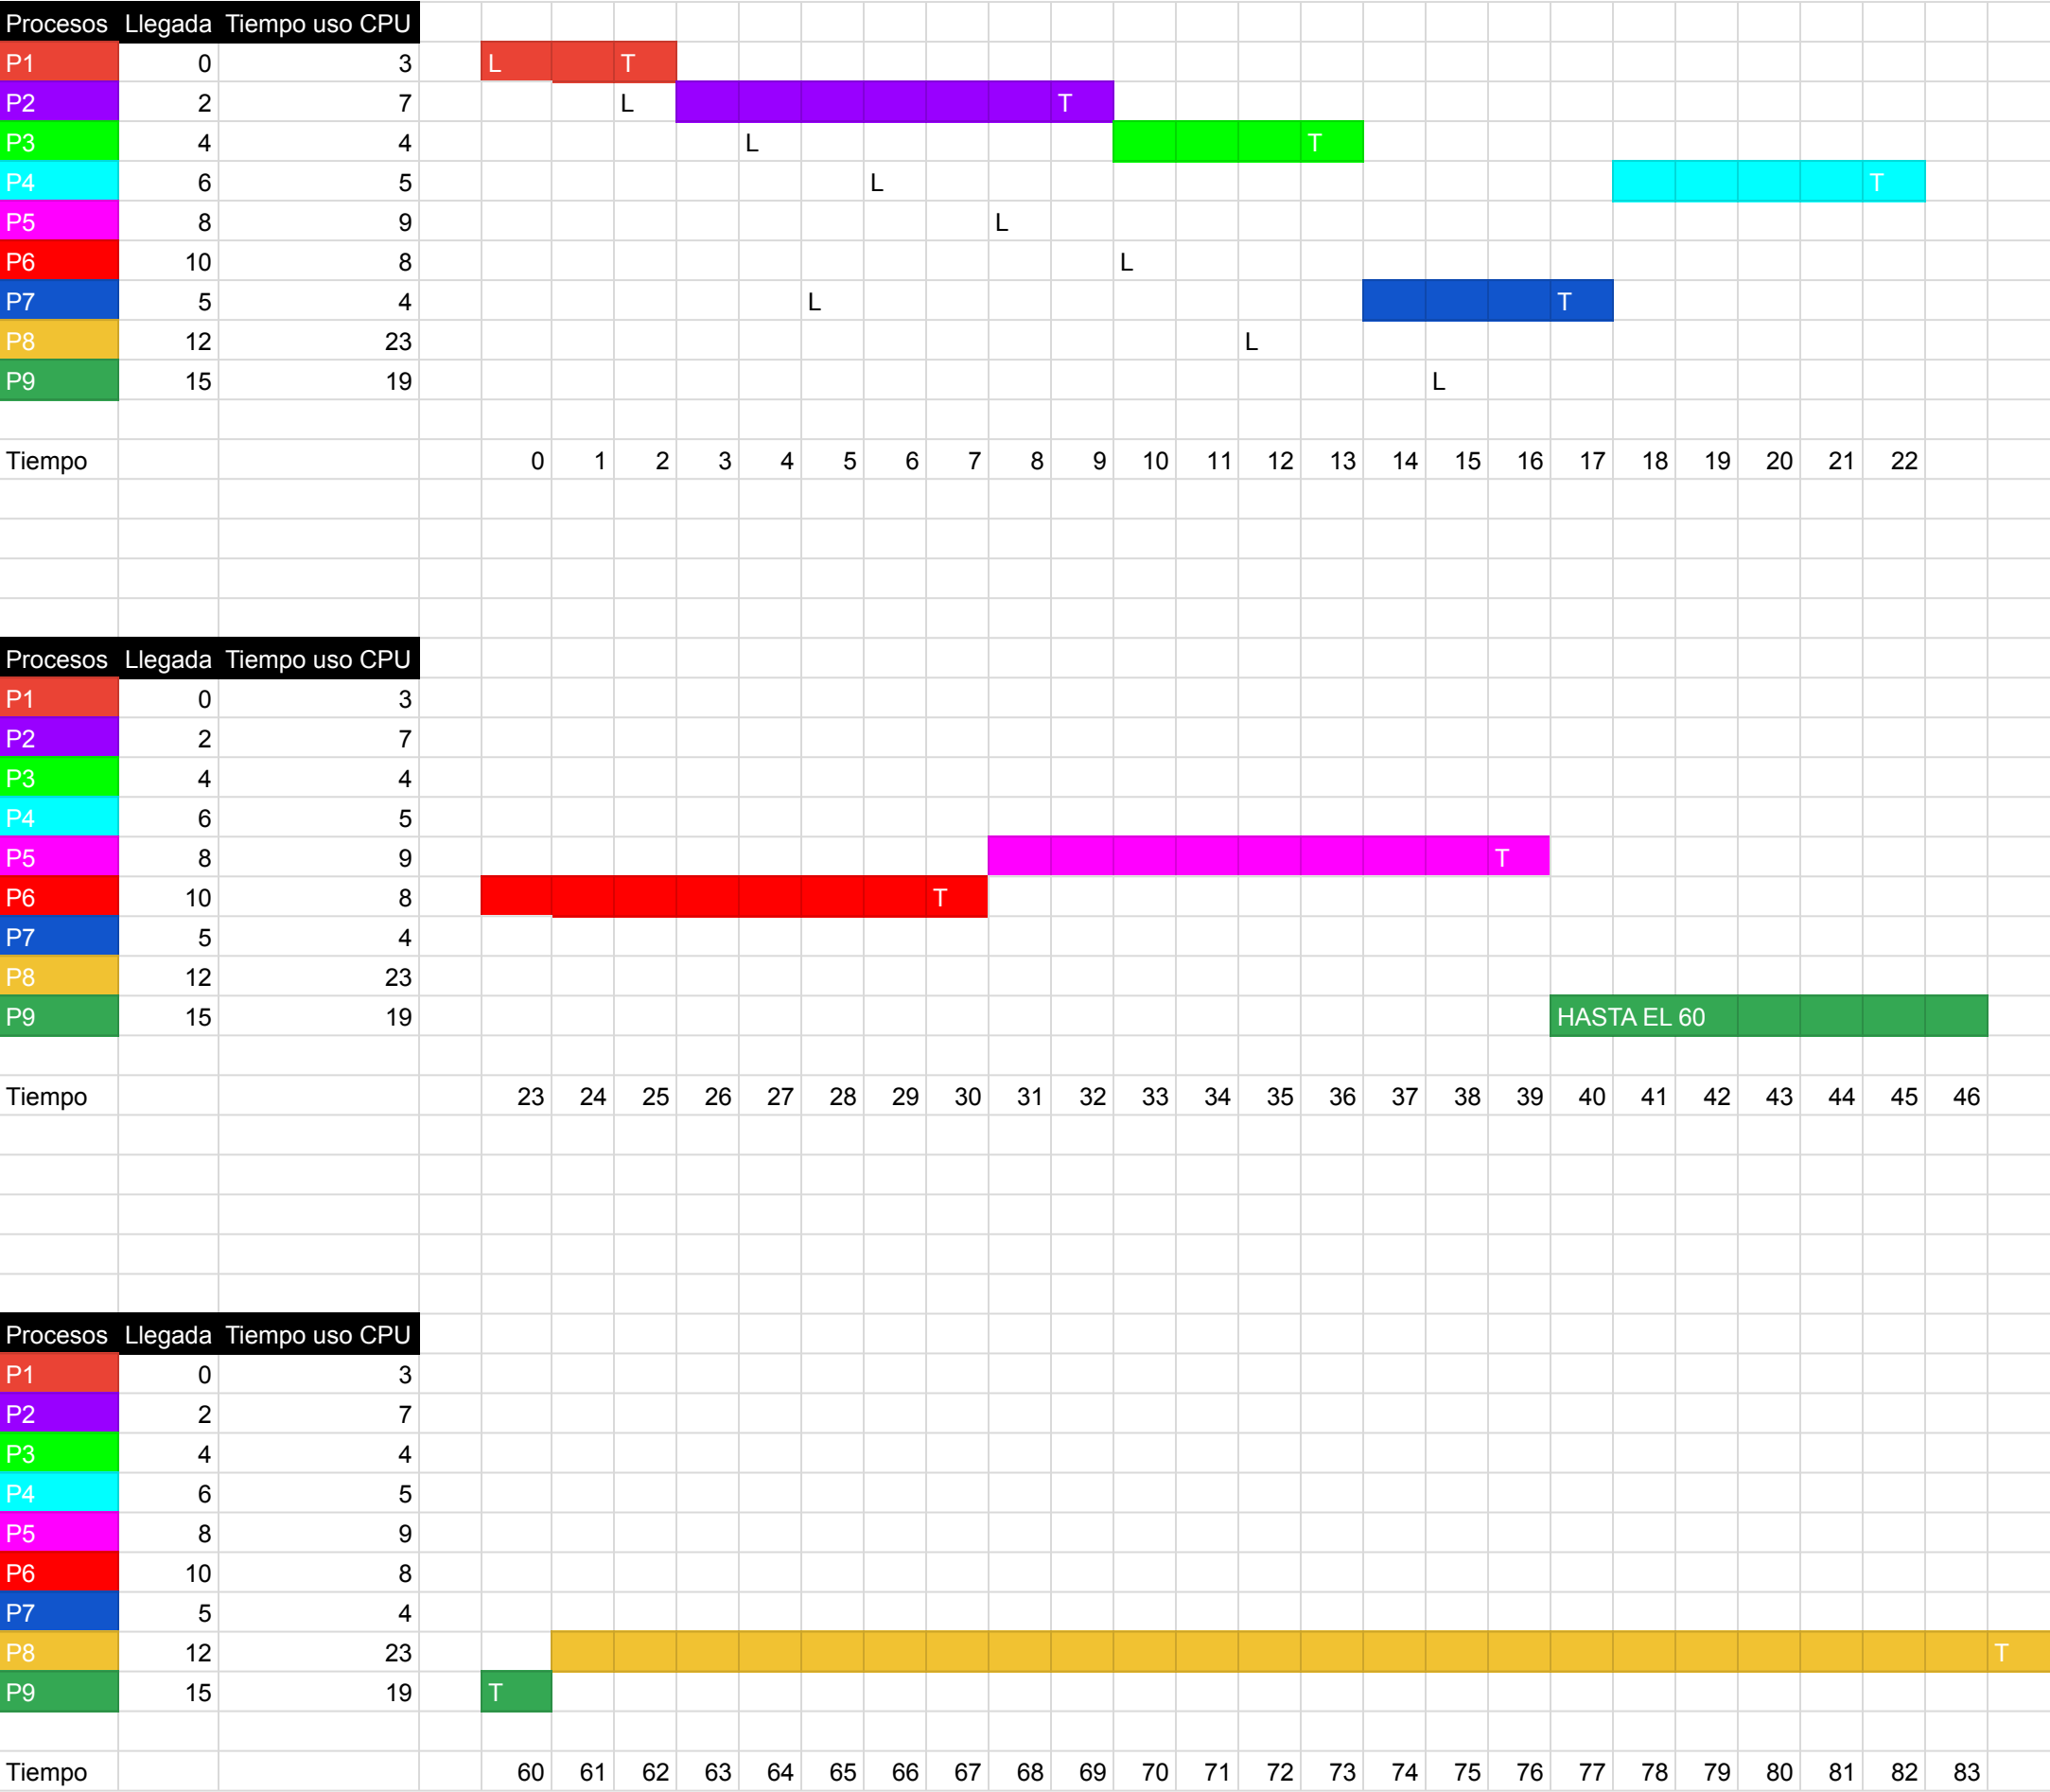 Procesos Llegada Tiempo uso CPU
P1 0 3 L T
P2 2 7 L T
P3 4 4 L T
P4 6 5 L T
P5 8 9 L
P6 10 8 L
P7 5 4 L T
P8 12 23 L
P9 15 19 L
Tiempo 0 1 2 3 4 5 6 7 8 9 10 11 12 13 14 15 16 17 18 19 20 21 22
Procesos Llegada Tiempo uso CPU
P1 0 3
P2 2 7
P3 4 4
P4 6 5
P5 8 9 T
P6 10 8 T
P7 5 4
P8 12 23
P9 15 19 HASTA EL 60
Tiempo 23 24 25 26 27 28 29 30 31 32 33 34 35 36 37 38 39 40 41 42 43 44 45 46
Procesos Llegada Tiempo uso CPU
P1 0 3
P2 2 7
P3 4 4
P4 6 5
P5 8 9
P6 10 8
P7 5 4
P8 12 23 T
P9 15 19 T
Tiempo 60 61 62 63 64 65 66 67 68 69 70 71 72 73 74 75 76 77 78 79 80 81 82 83